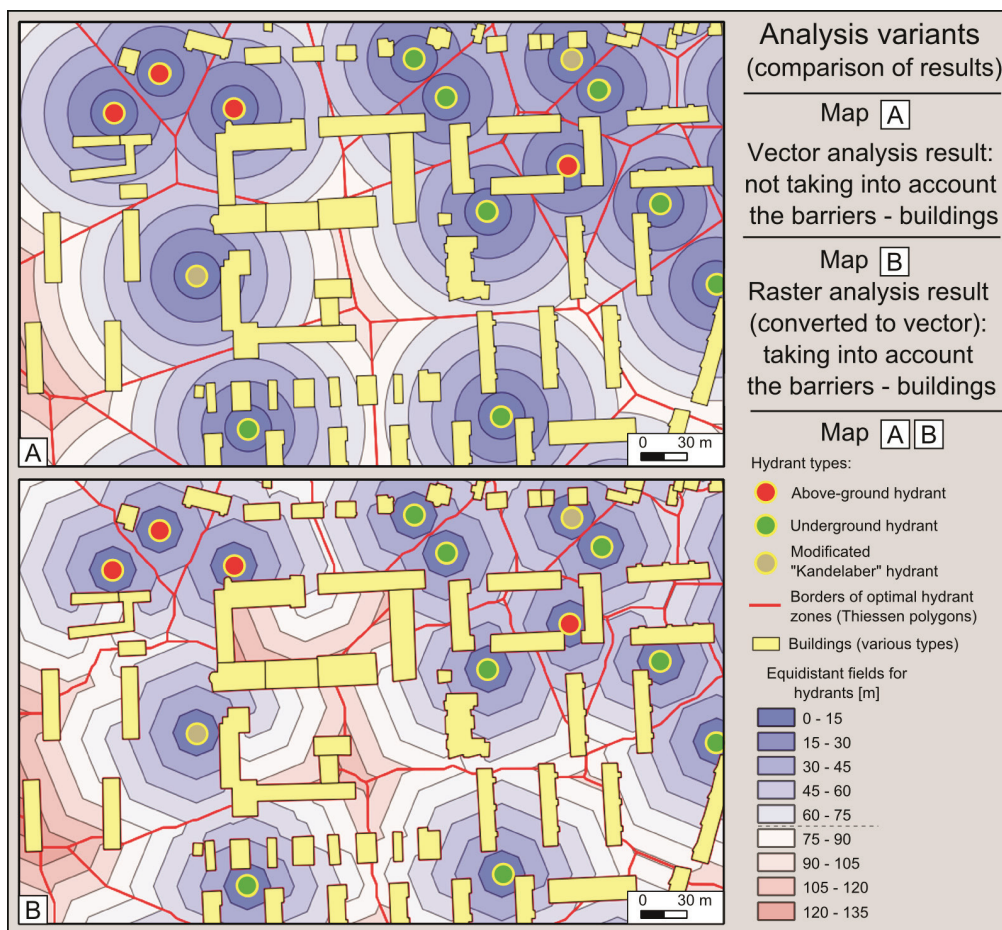 Analysis variants
(comparison of results)
Map A
Vector analysis result:
not taking into account
the barriers - buildings
Map B
Raster analysis result
(converted to vector):
taking into account
the barriers - buildings
Map A B
Hydrant types:
Above-ground hydrant
Underground hydrant
Modificated
"Kandelaber" hydrant
Borders of optimal hydrant
zones (Thiessen polygons)
Buildings (various types)
Equidistant fields for
hydrants [m]
0 - 15
15 - 30
30 - 45
45 - 60
60 - 75
75 - 90
90 - 105
105 - 120
120 - 135
A
0 30 m
B
0 30 m